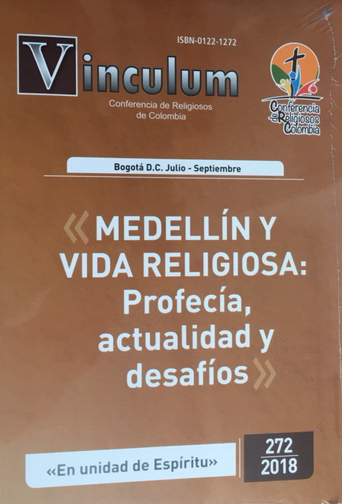 ISBN-0122-1272
Vinculum
Conferencia de Religiosos
de Colombia
Conferencia
de Religiosos
Colombia
Bogotá D.C. Julio - Septiembre
«MEDELLÍN Y
VIDA RELIGIOSA:
Profecía,
actualidad y
desafíos»
«En unidad de Espíritu»
272
2018